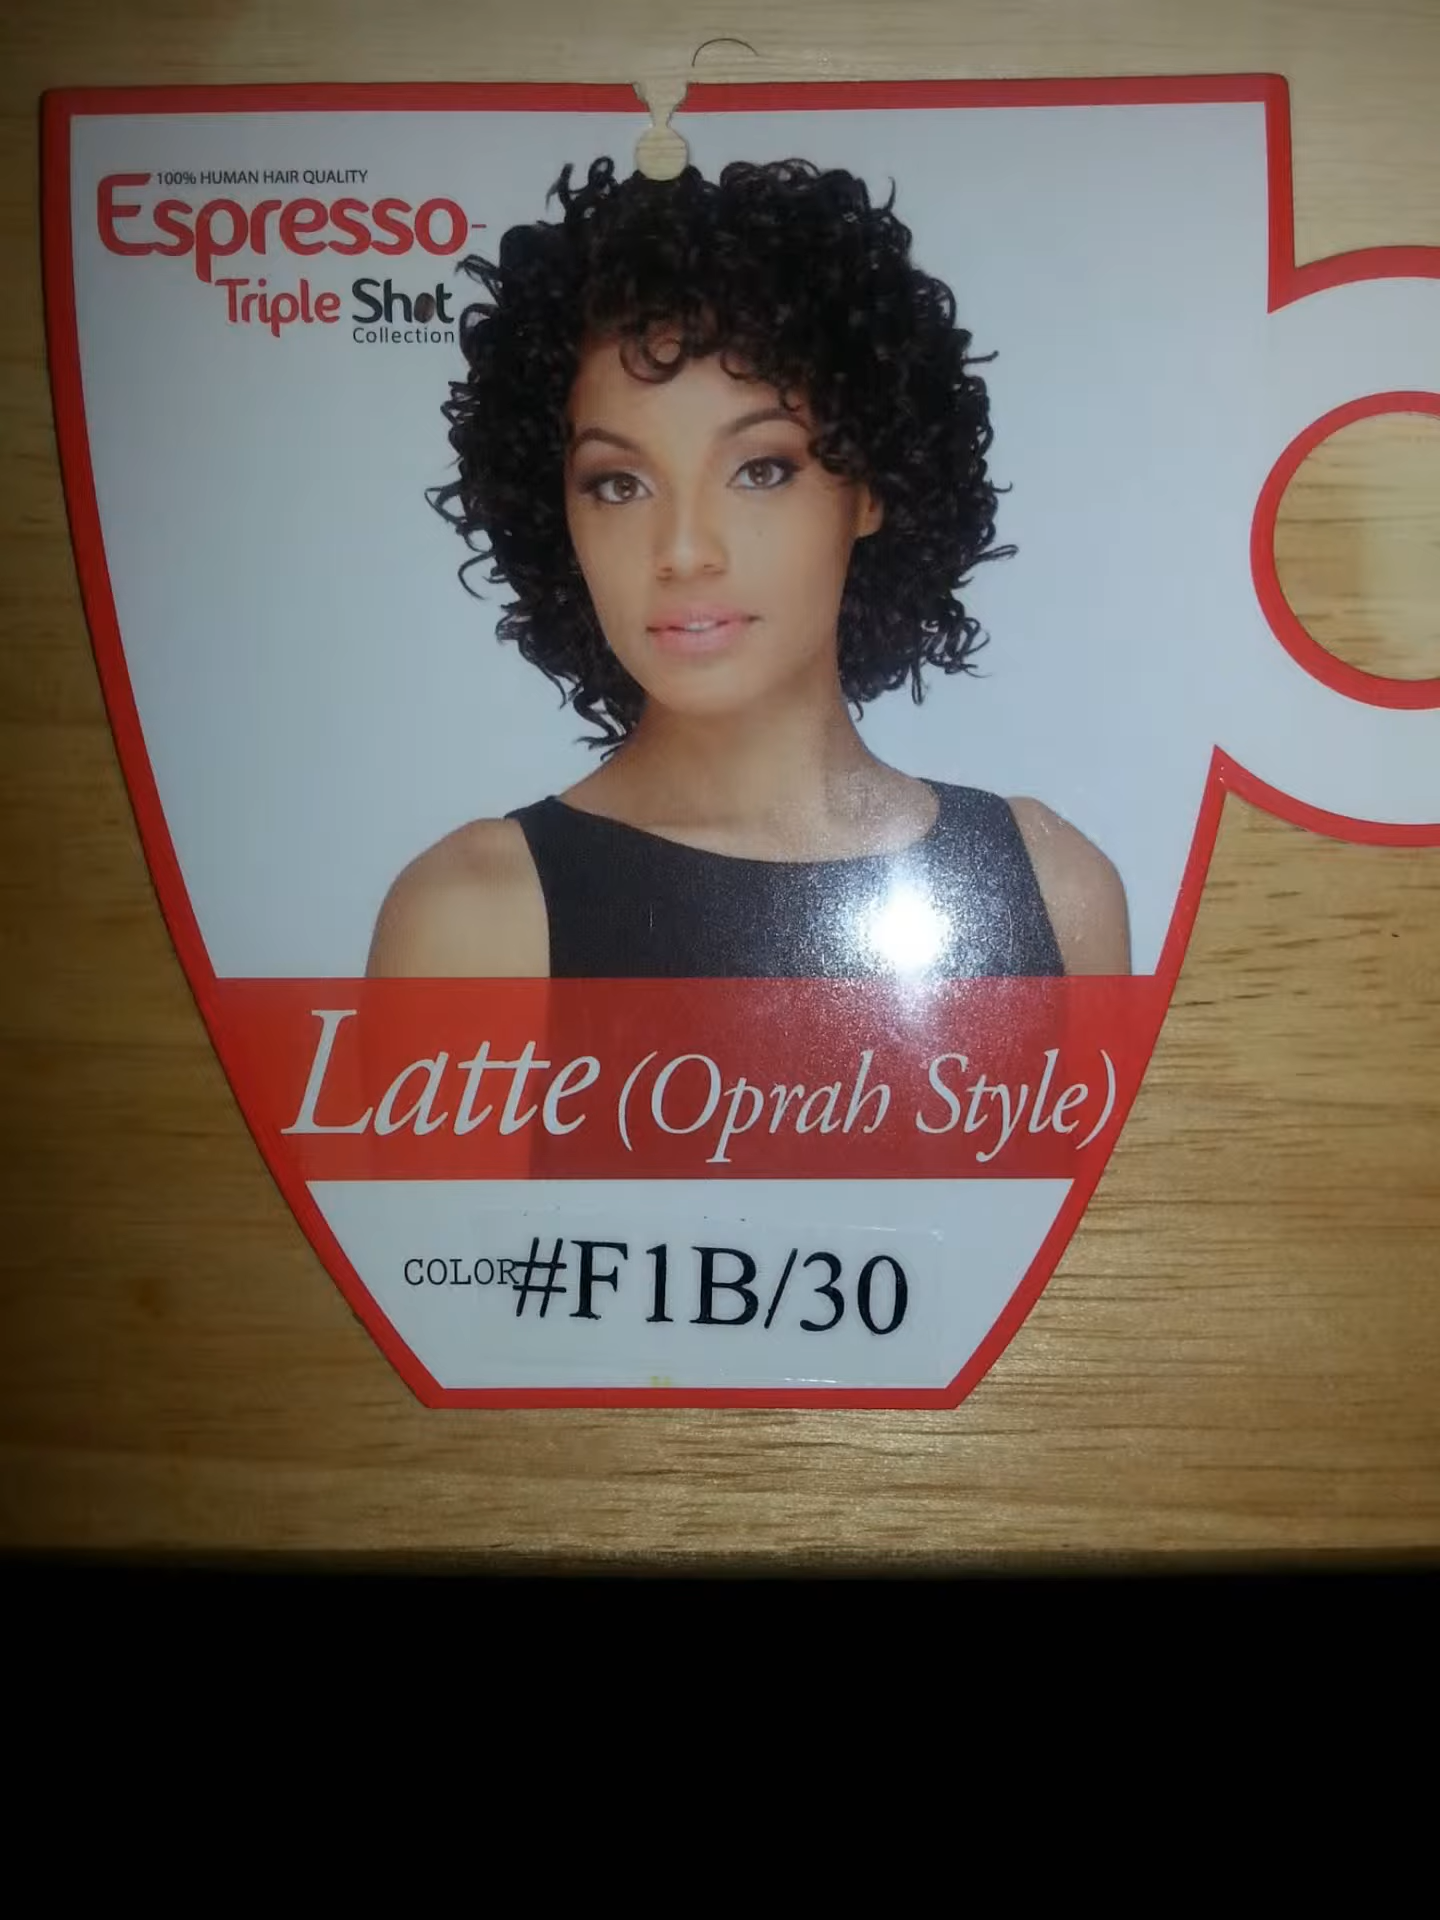 100% HUMAN HAIR QUALITY
Espresso-
Triple Shot
Collection
Latte (Oprah Style)
COLOR #F1B/30